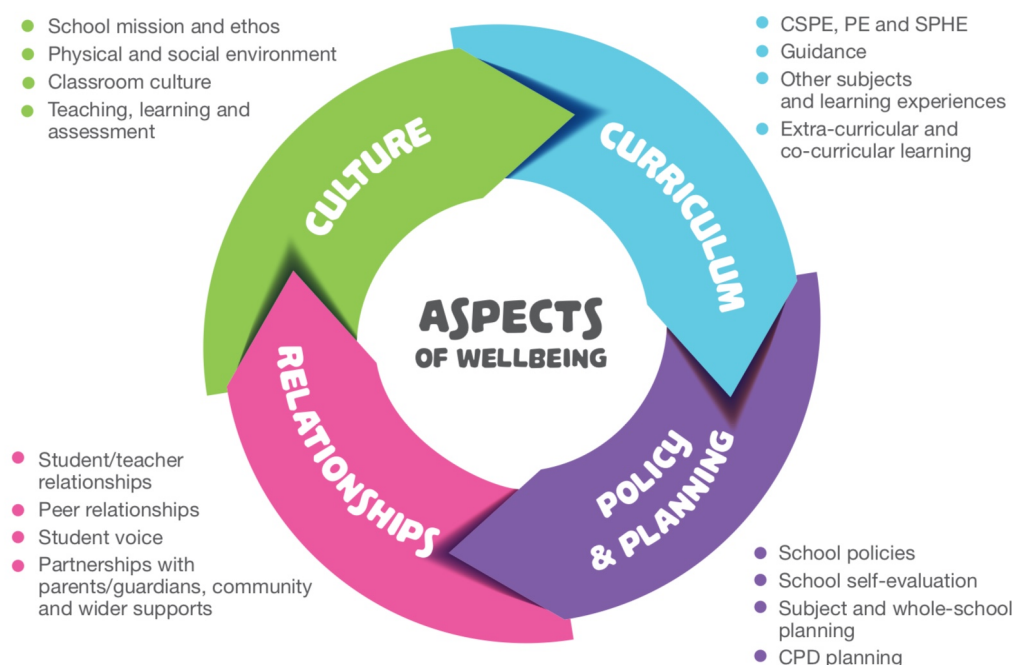 School mission and ethos
Physical and social environment
Classroom culture
Teaching, learning and
assessment
CSPE, PE and SPHE
Guidance
Other subjects
and learning experiences
Extra-curricular and
co-curricular learning
CULTURE
CURRICULUM
ASPECTS
OF WELLBEING
RELATIONSHIPS
POLICY
& PLANNING
Student/teacher
relationships
Peer relationships
Student voice
Partnerships with
parents/guardians, community
and wider supports
School policies
School self-evaluation
Subject and whole-school
planning
CPD planning